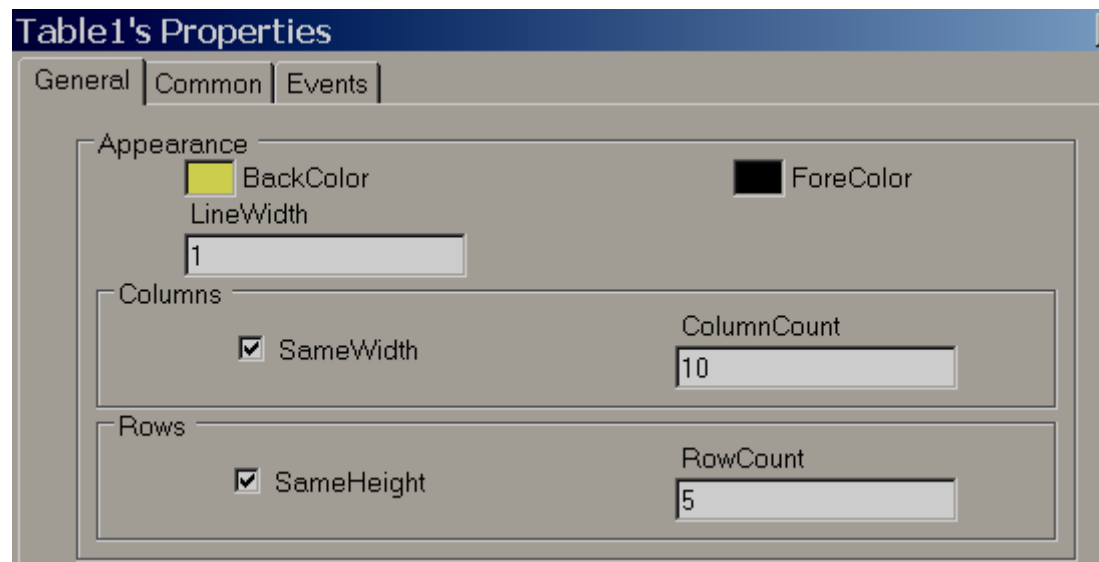 Table1's Properties
General Common Events
Appearance
BackColor ForeColor
LineWidth
1
Columns
SameWidth
ColumnCount
10
Rows
SameHeight
RowCount
5